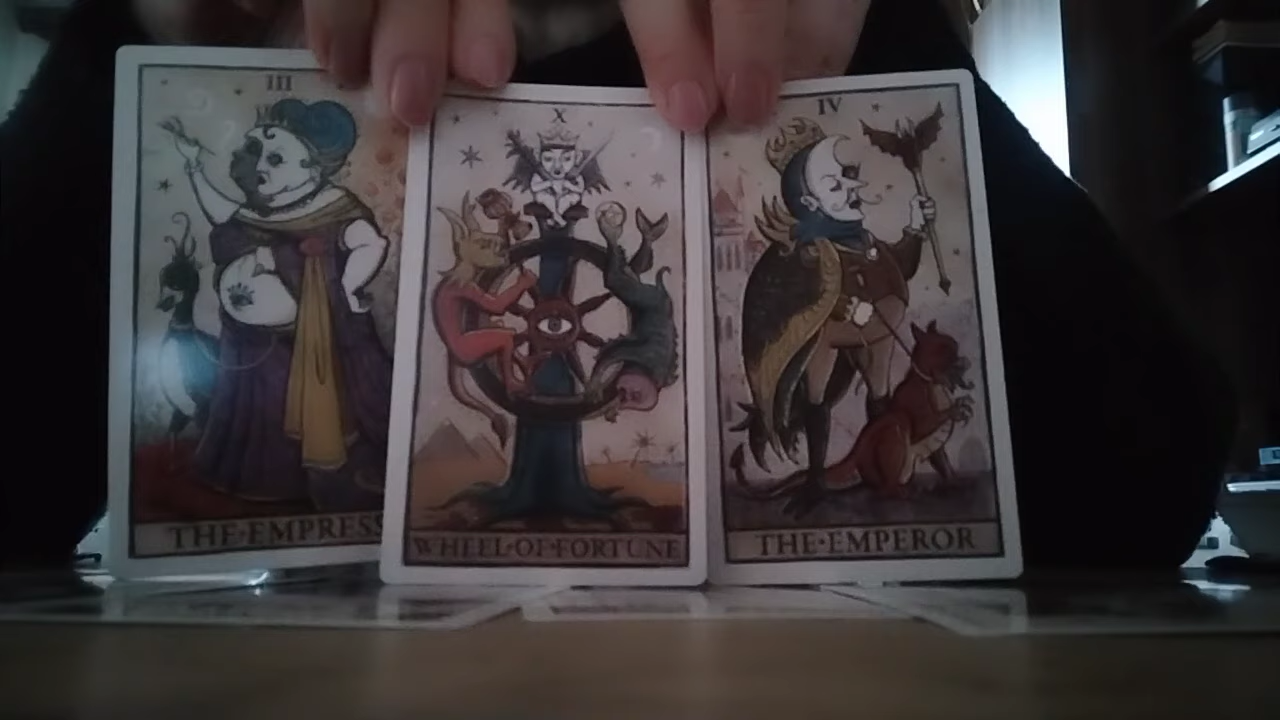 III
THE·EMPRESS
X
WHEEL·OF·FORTUNE
IV
THE·EMPEROR